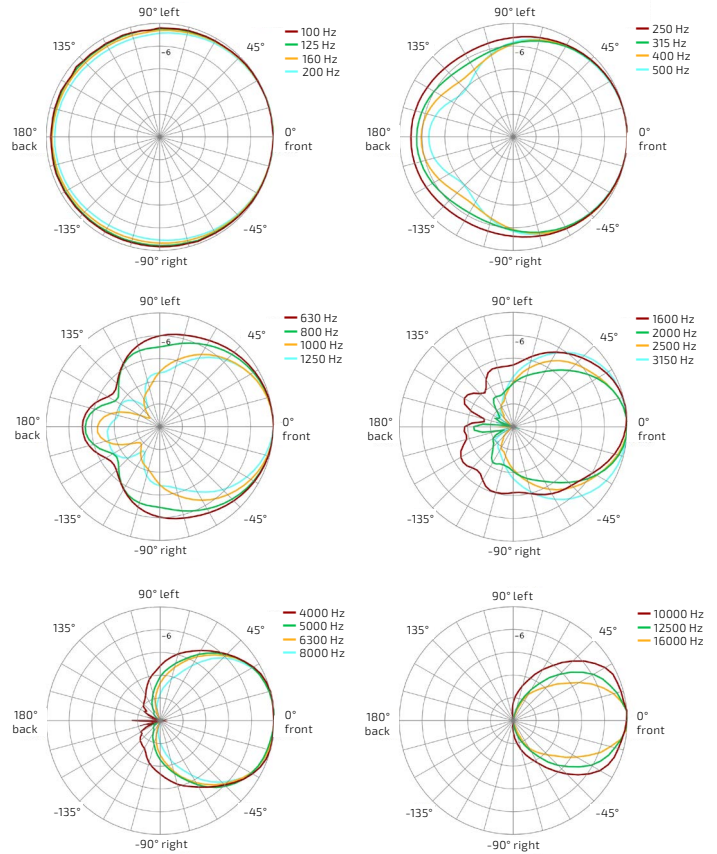 90° left
100 Hz
125 Hz
160 Hz
200 Hz
135°
45°
-6
180°
back
0°
front
-135°
-45°
-90° right
90° left
250 Hz
315 Hz
400 Hz
500 Hz
135°
45°
-6
180°
back
0°
front
-135°
-45°
-90° right
90° left
630 Hz
800 Hz
1000 Hz
1250 Hz
135°
45°
-6
180°
back
0°
front
-135°
-45°
-90° right
90° left
1600 Hz
2000 Hz
2500 Hz
3150 Hz
135°
45°
-6
180°
back
0°
front
-135°
-45°
-90° right
90° left
4000 Hz
5000 Hz
6300 Hz
8000 Hz
135°
45°
-6
180°
back
0°
front
-135°
-45°
-90° right
90° left
10000 Hz
12500 Hz
16000 Hz
135°
45°
-6
180°
back
0°
front
-135°
-45°
-90° right